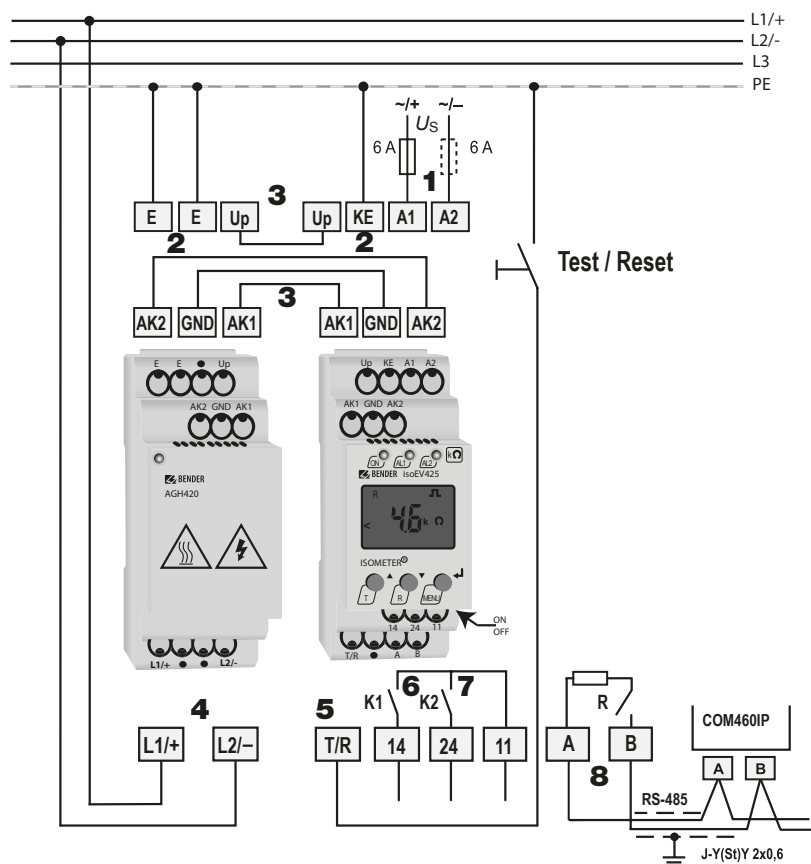 L1/+
L2/-
L3
PE
~/+ ~/–
US
6 A 6 A
1
3
E E Up Up KE A1 A2
2 2
Test / Reset
3
AK2 GND AK1 AK1 GND AK2
E E Up Up KE A1 A2
AK2 GND AK1 AK1 GND AK2
ON AL1 AL2 kΩ
BENDER BENDER isoEV425
AGH420
R
< 4.6 k Ω
ISOMETER®
T R MENU
ON
OFF
14 24 11
T/R A B
L1/+ L2/-
4 5 K1 6 K2 7 R COM460IP
L1/+ L2/– T/R 14 24 11 A B
8
A B
RS-485
J-Y(St)Y 2x0,6